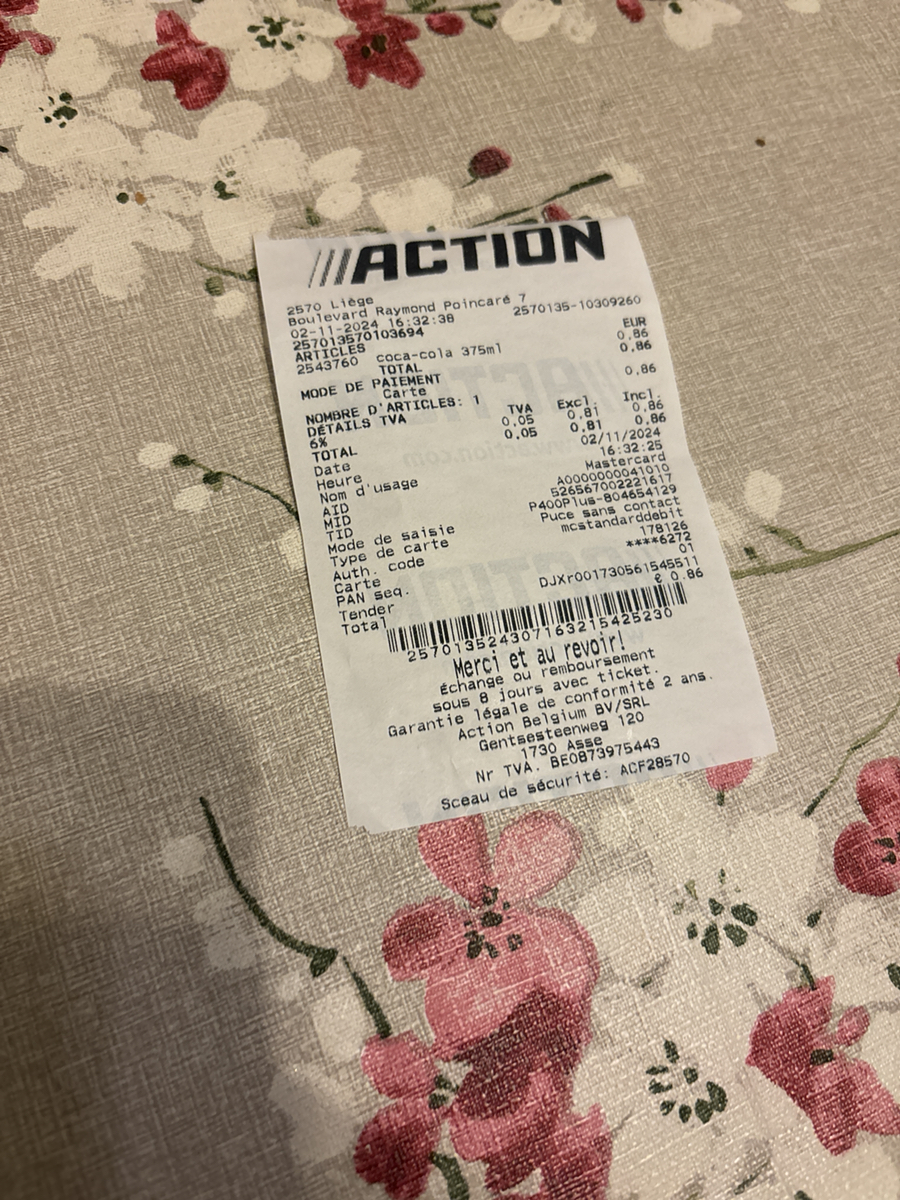 ACTION
2570 Liège
Boulevard Raymond Poincaré 7
02-11-2024 16:32:38 2570135-10309260
257013570103694
ARTICLES EUR
2543760 coca-cola 375ml 0,86
TOTAL 0,86
MODE DE PAIEMENT
Carte 0,86
NOMBRE D'ARTICLES: 1
DÉTAILS TVA TVA Excl. Incl.
6% 0,05 0,81 0,86
TOTAL 0,05 0,81 0,86
Date 02/11/2024
Heure 16:32:25
Nom d'usage Mastercard
AID A0000000041010
MID 526567002221617
TID P400Plus-804654129
Mode de saisie Puce sans contact
Type de carte mcstandarddebit
Auth. code 178126
Carte ****6272
PAN seq. 01
Tender DJXr001730561545511
Total € 0.86
2570135243071632154252​30
Merci et au revoir!
Échange ou remboursement
sous 8 jours avec ticket.
Garantie légale de conformité 2 ans.
Action Belgium BV/SRL
Gentsesteenweg 120
1730 Asse
Nr TVA. BE0873975443
Sceau de sécurité: ACF28570